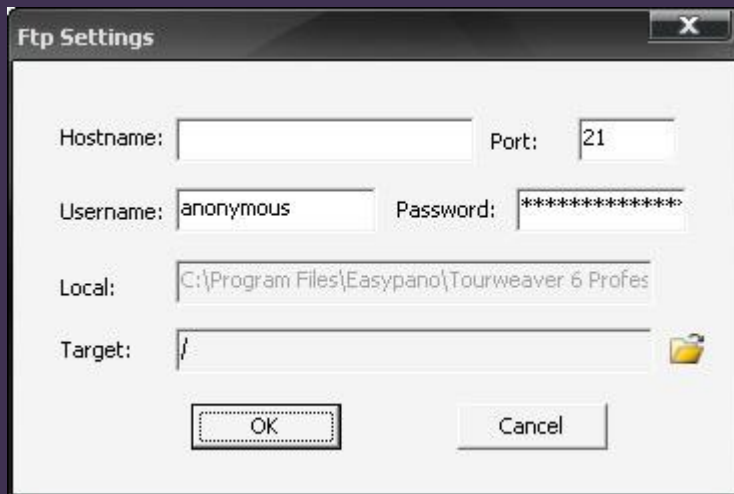 Ftp Settings
X
Hostname:
Port: 21
Username: anonymous Password: **************
Local: C:\Program Files\Easypano\Tourweaver 6 Profes
Target: /
OK Cancel